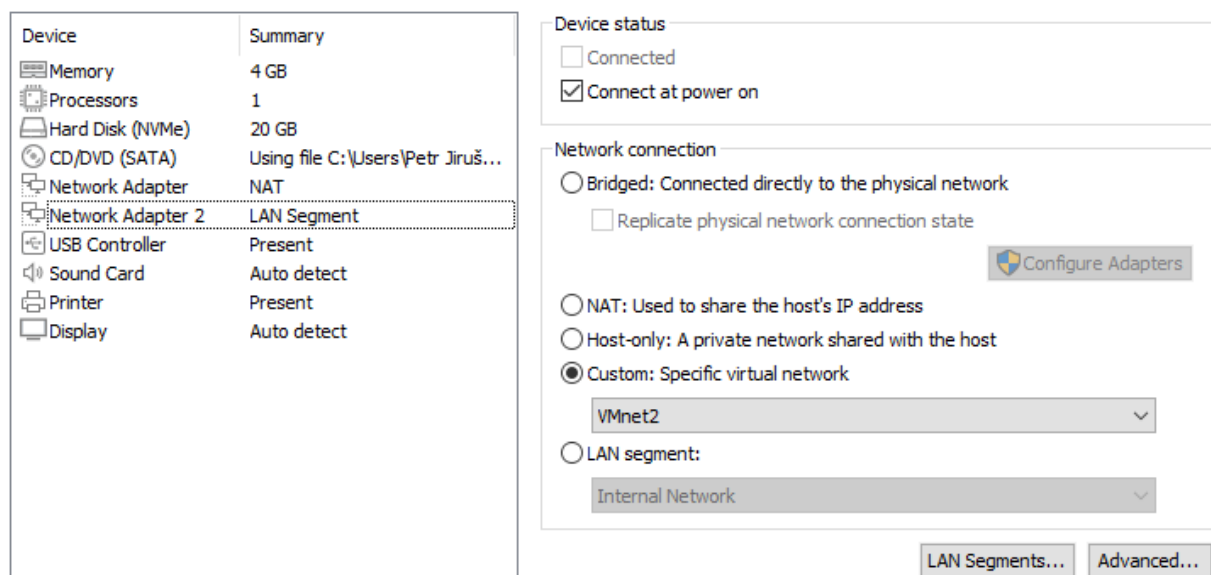 Device Summary
Memory 4 GB
Processors 1
Hard Disk (NVMe) 20 GB
CD/DVD (SATA) Using file C:\Users\Petr Jiruš...
Network Adapter NAT
Network Adapter 2 LAN Segment
USB Controller Present
Sound Card Auto detect
Printer Present
Display Auto detect
Device status
Connected
Connect at power on
Network connection
Bridged: Connected directly to the physical network
Replicate physical network connection state
Configure Adapters
NAT: Used to share the host's IP address
Host-only: A private network shared with the host
Custom: Specific virtual network
VMnet2
LAN segment:
Internal Network
LAN Segments... Advanced...